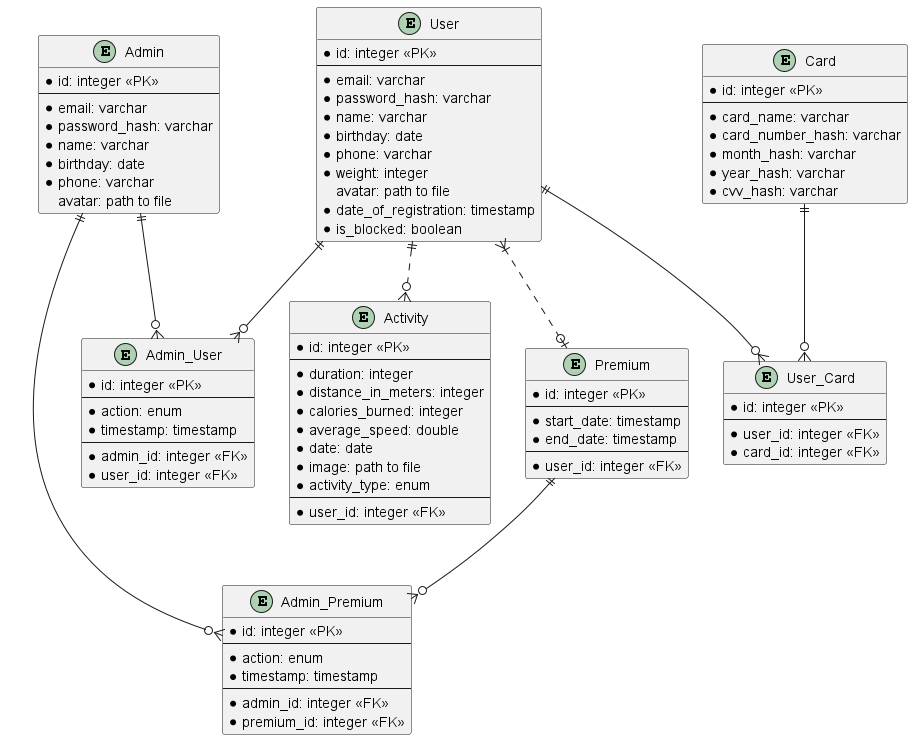 E Admin
id: integer «PK»
email: varchar
password_hash: varchar
name: varchar
birthday: date
phone: varchar
avatar: path to file
E User
id: integer «PK»
email: varchar
password_hash: varchar
name: varchar
birthday: date
phone: varchar
weight: integer
avatar: path to file
date_of_registration: timestamp
is_blocked: boolean
E Card
id: integer «PK»
card_name: varchar
card_number_hash: varchar
month_hash: varchar
year_hash: varchar
cvv_hash: varchar
E Admin_User
id: integer «PK»
action: enum
timestamp: timestamp
admin_id: integer «FK»
user_id: integer «FK»
E Activity
id: integer «PK»
duration: integer
distance_in_meters: integer
calories_burned: integer
average_speed: double
date: date
image: path to file
activity_type: enum
user_id: integer «FK»
E Premium
id: integer «PK»
start_date: timestamp
end_date: timestamp
user_id: integer «FK»
E User_Card
id: integer «PK»
user_id: integer «FK»
card_id: integer «FK»
E Admin_Premium
id: integer «PK»
action: enum
timestamp: timestamp
admin_id: integer «FK»
premium_id: integer «FK»